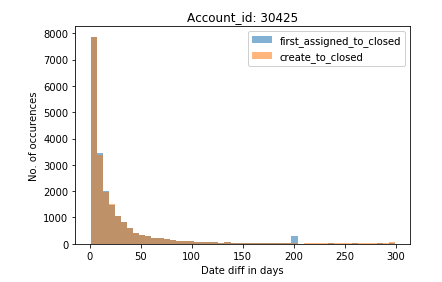 Account_id: 30425
first_assigned_to_closed
create_to_closed
No. of occurences
8000
7000
6000
5000
4000
3000
2000
1000
0
0 50 100 150 200 250 300
Date diff in days